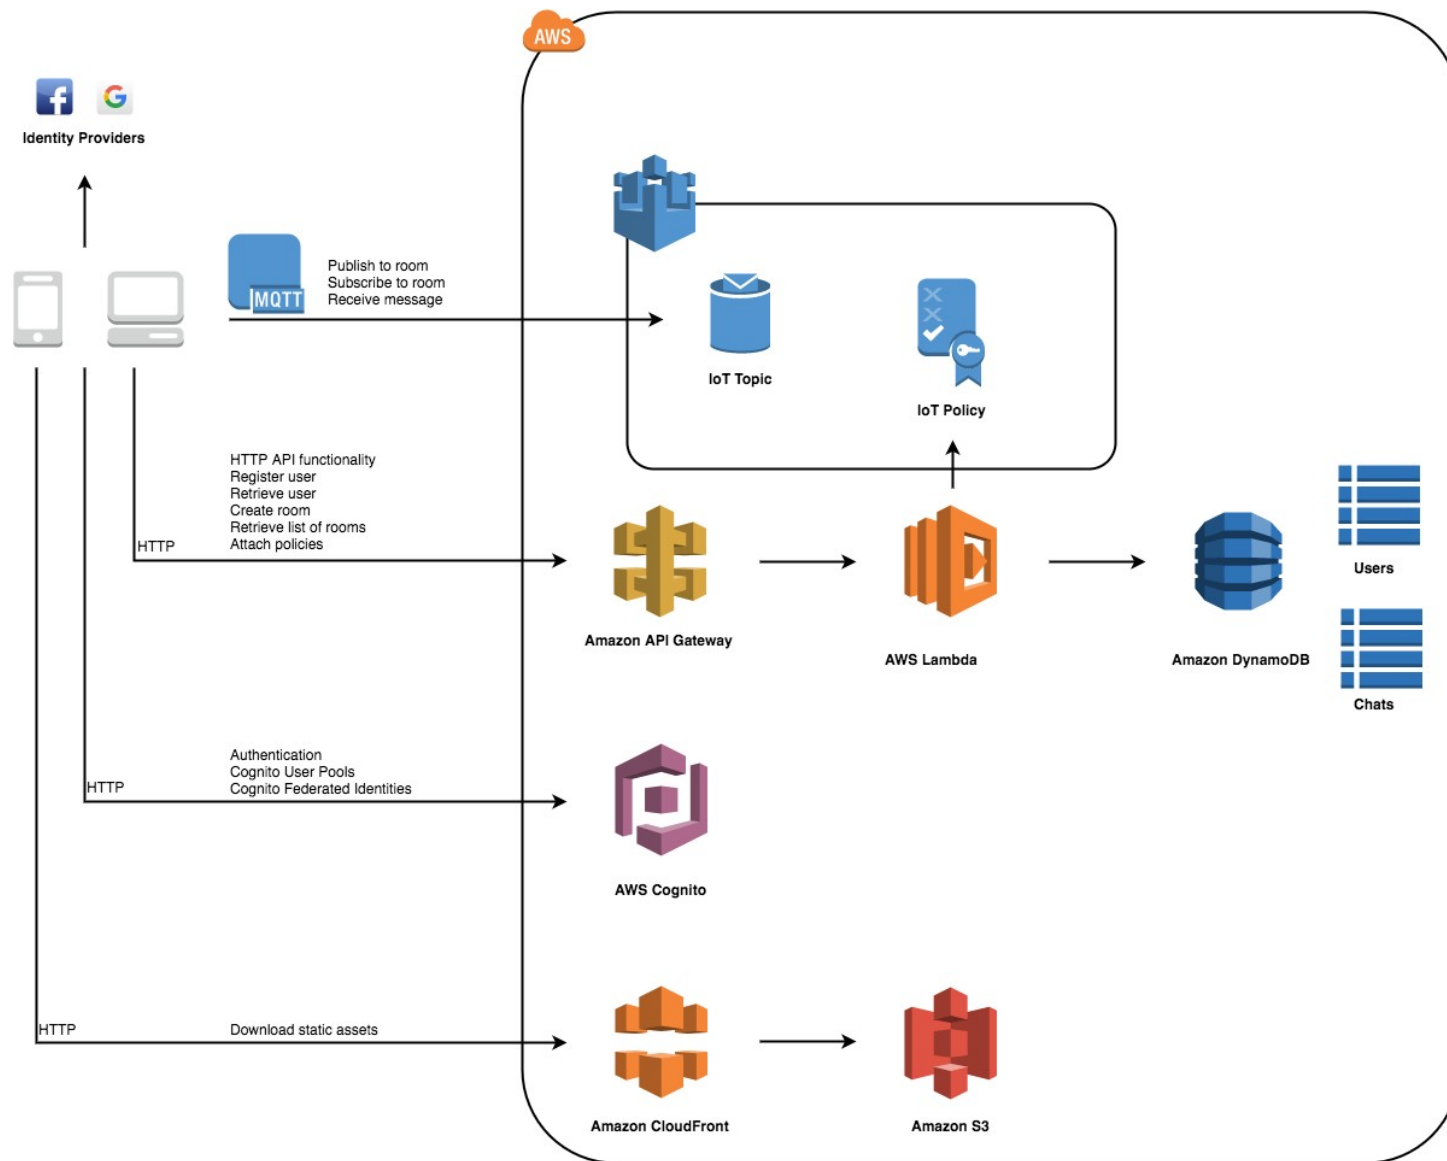 AWS
Identity Providers
MQTT
Publish to room
Subscribe to room
Receive message
IoT Topic
IoT Policy
HTTP API functionality
Register user
Retrieve user
Create room
Retrieve list of rooms
Attach policies
HTTP
Amazon API Gateway
AWS Lambda
Amazon DynamoDB
Users
Chats
Authentication
Cognito User Pools
Cognito Federated Identities
HTTP
AWS Cognito
HTTP
Download static assets
Amazon CloudFront
Amazon S3